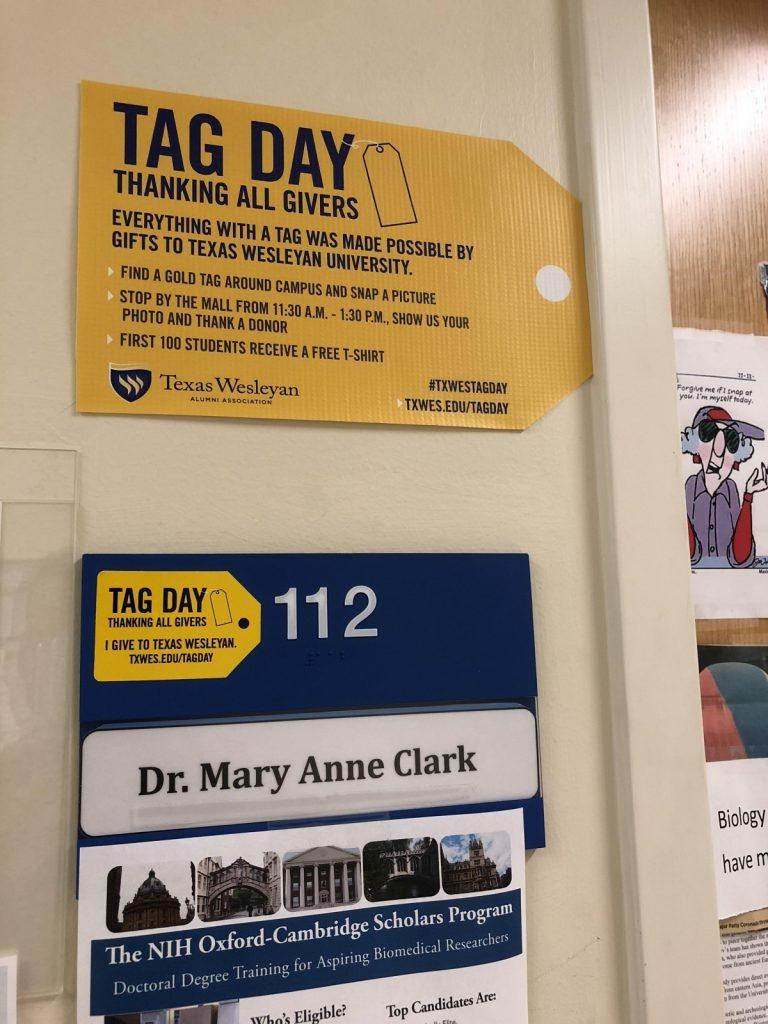 TAG DAY
THANKING ALL GIVERS
EVERYTHING WITH A TAG WAS MADE POSSIBLE BY
GIFTS TO TEXAS WESLEYAN UNIVERSITY.
FIND A GOLD TAG AROUND CAMPUS AND SNAP A PICTURE
STOP BY THE MALL FROM 11:30 A.M. - 1:30 P.M., SHOW US YOUR
PHOTO AND THANK A DONOR
FIRST 100 STUDENTS RECEIVE A FREE T-SHIRT
Texas Wesleyan
ALUMNI ASSOCIATION
#TXWESTAGDAY
TXWES.EDU/TAGDAY
Forgive me if I snap at
you. I'm myself today.
TAG DAY
THANKING ALL GIVERS
I GIVE TO TEXAS WESLEYAN.
TXWES.EDU/TAGDAY
112
Dr. Mary Anne Clark
The NIH Oxford-Cambridge Scholars Program
Doctoral Degree Training for Aspiring Biomedical Researchers
Who's Eligible?
Top Candidates Are:
Biology
have